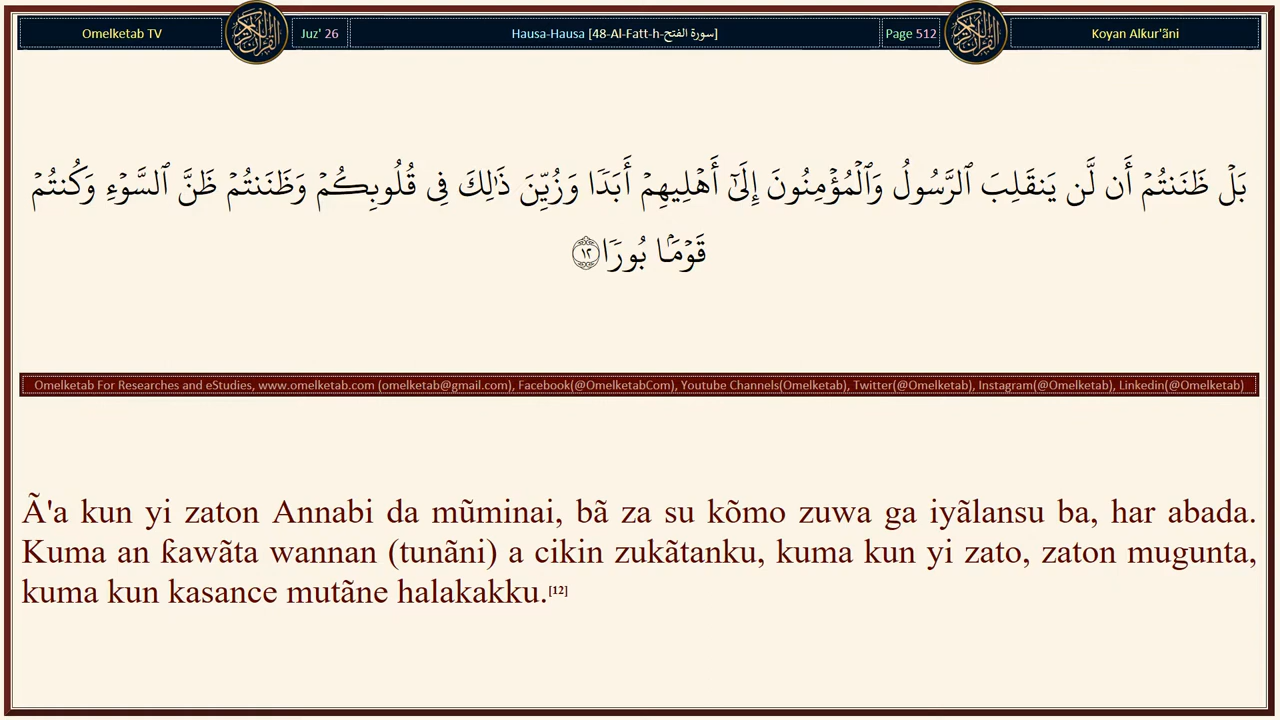 Omelketab TV
Juz' 26
Hausa-Hausa [48-Al-Fatt-h-سورة الفتح]
Page 512
Koyan Alƙur'ãni
بَلۡ ظَنَنتُمۡ أَن لَّن يَنقَلِبَ ٱلرَّسُولُ وَٱلۡمُؤۡمِنُونَ إِلَىٰٓ أَهۡلِيهِمۡ أَبَدٗا وَزُيِّنَ ذَٰلِكَ فِي قُلُوبِكُمۡ وَظَنَنتُمۡ ظَنَّ ٱلسَّوۡءِ وَكُنتُمۡ
قَوۡمَۢا بُورٗا ١٢
Omelketab For Researches and eStudies, www.omelketab.com (omelketab@gmail.com), Facebook(@OmelketabCom), Youtube Channels(Omelketab), Twitter(@Omelketab), Instagram(@Omelketab), Linkedin(@Omelketab)
Ã'a kun yi zaton Annabi da mũminai, bã za su kõmo zuwa ga iyãlansu ba, har abada.
Kuma an ƙawãta wannan (tunãni) a cikin zukãtanku, kuma kun yi zato, zaton mugunta,
kuma kun kasance mutãne halakakku.[12]